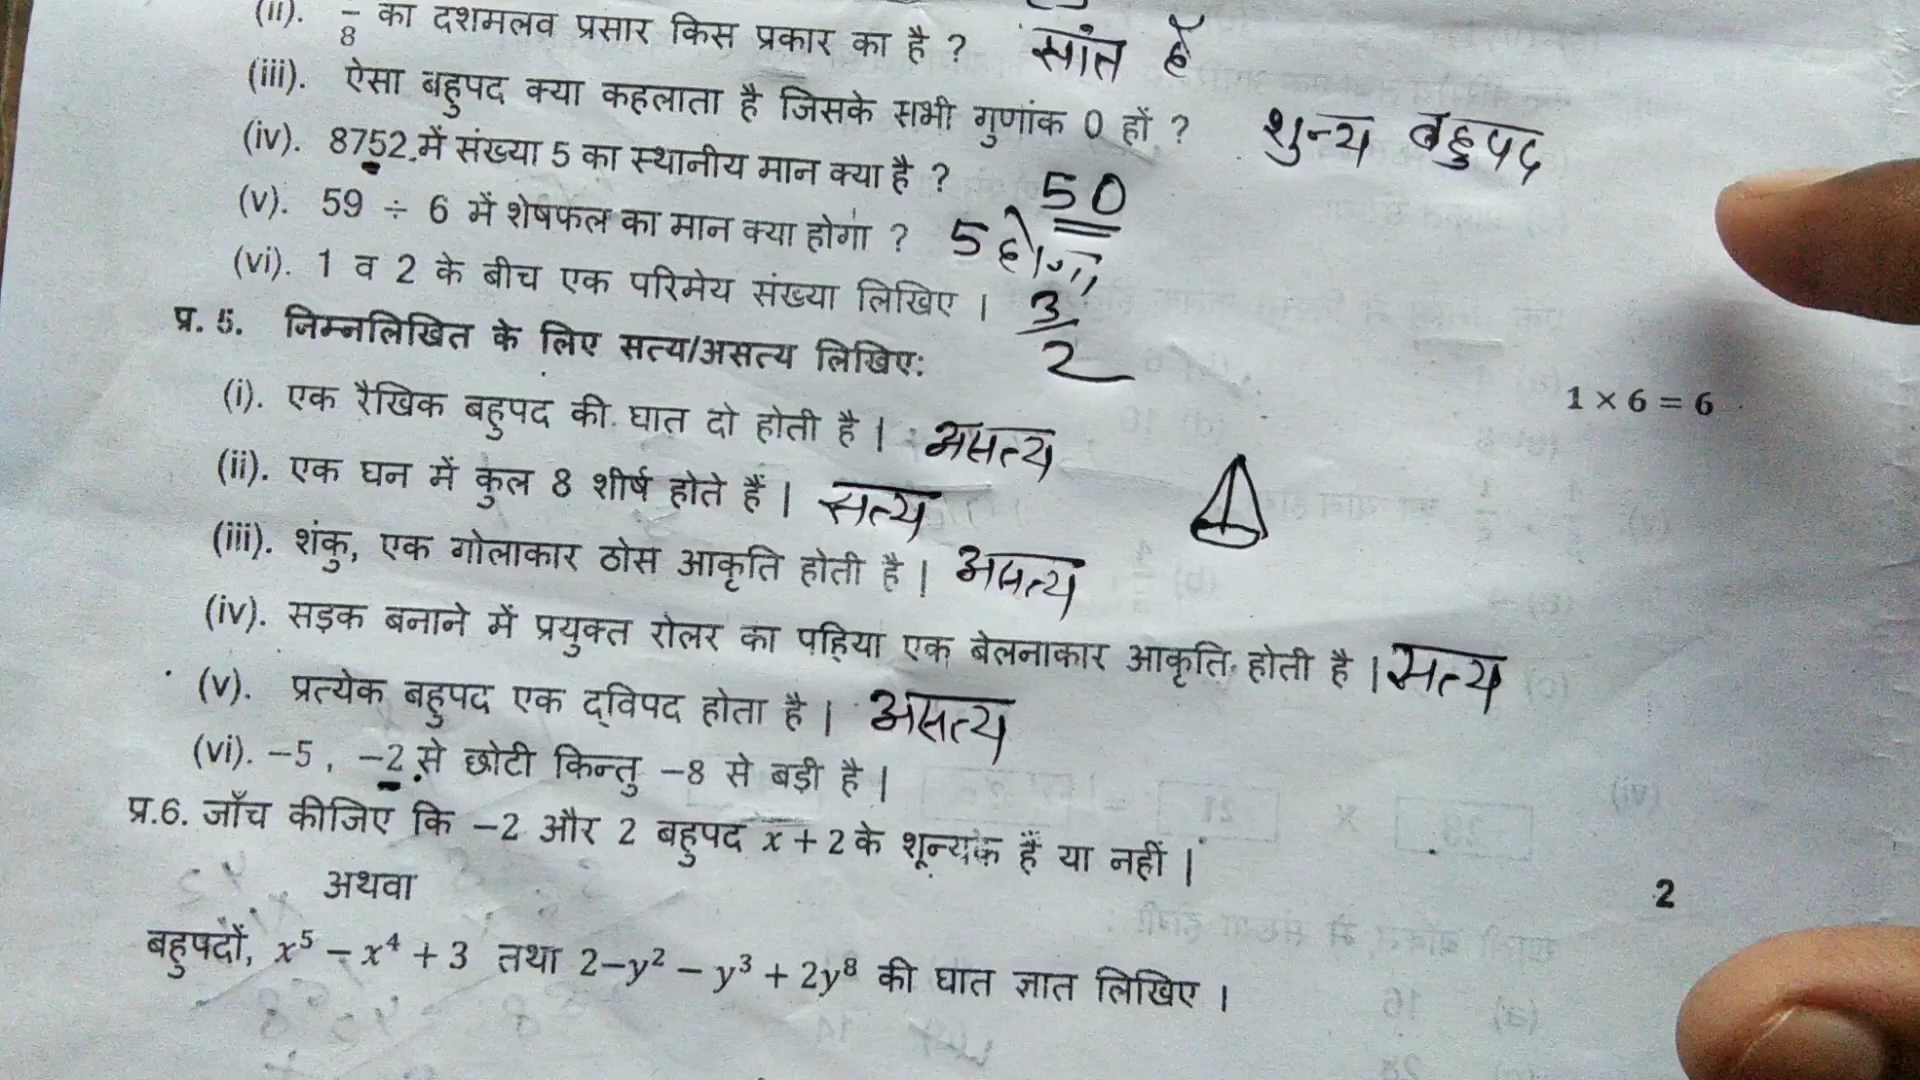 (ii). –/8 का दशमलव प्रसार किस प्रकार का है ? सांत है
(iii). ऐसा बहुपद क्या कहलाता है जिसके सभी गुणांक 0 हों ? शुन्य बहुपद
(iv). 8752 में संख्या 5 का स्थानीय मान क्या है ? 50
(v). 59 ÷ 6 में शेषफल का मान क्या होगा ? 5 होगा
(vi). 1 व 2 के बीच एक परिमेय संख्या लिखिए । 3/2
प्र. 5. निम्नलिखित के लिए सत्य/असत्य लिखिए:
1 × 6 = 6
(i). एक रैखिक बहुपद की घात दो होती है । असत्य
(ii). एक घन में कुल 8 शीर्ष होते हैं । सत्य
(iii). शंकु, एक गोलाकार ठोस आकृति होती है । असत्य
(iv). सड़क बनाने में प्रयुक्त रोलर का पहिया एक बेलनाकार आकृति होती है । सत्य
(v). प्रत्येक बहुपद एक द्विपद होता है । असत्य
(vi). −5 , −2 से छोटी किन्तु −8 से बड़ी है ।
प्र.6. जाँच कीजिए कि −2 और 2 बहुपद x + 2 के शून्यक हैं या नहीं ।
अथवा
2
बहुपदों, x⁵ − x⁴ + 3 तथा 2−y² − y³ + 2y⁸ की घात ज्ञात लिखिए ।